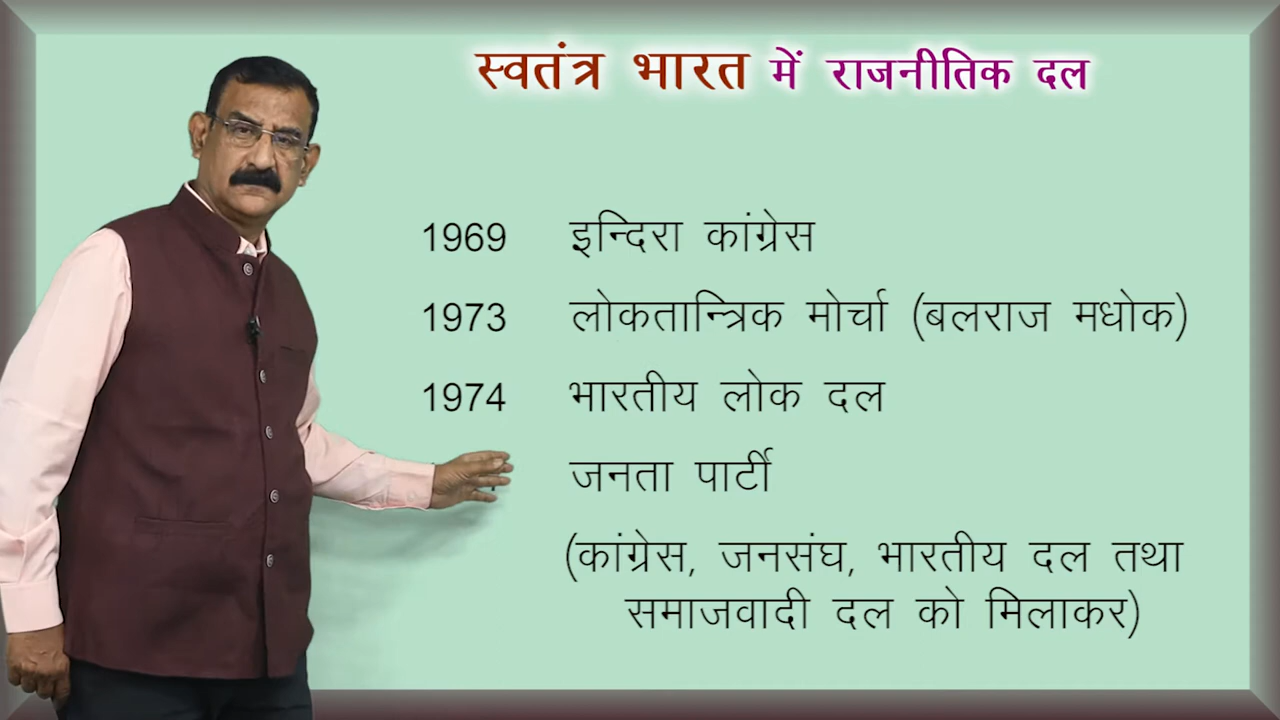 स्वतंत्र भारत में राजनीतिक दल
1969 इन्दिरा कांग्रेस
1973 लोकतान्त्रिक मोर्चा (बलराज मधोक)
1974 भारतीय लोक दल
जनता पार्टी
(कांग्रेस, जनसंघ, भारतीय दल तथा
समाजवादी दल को मिलाकर)